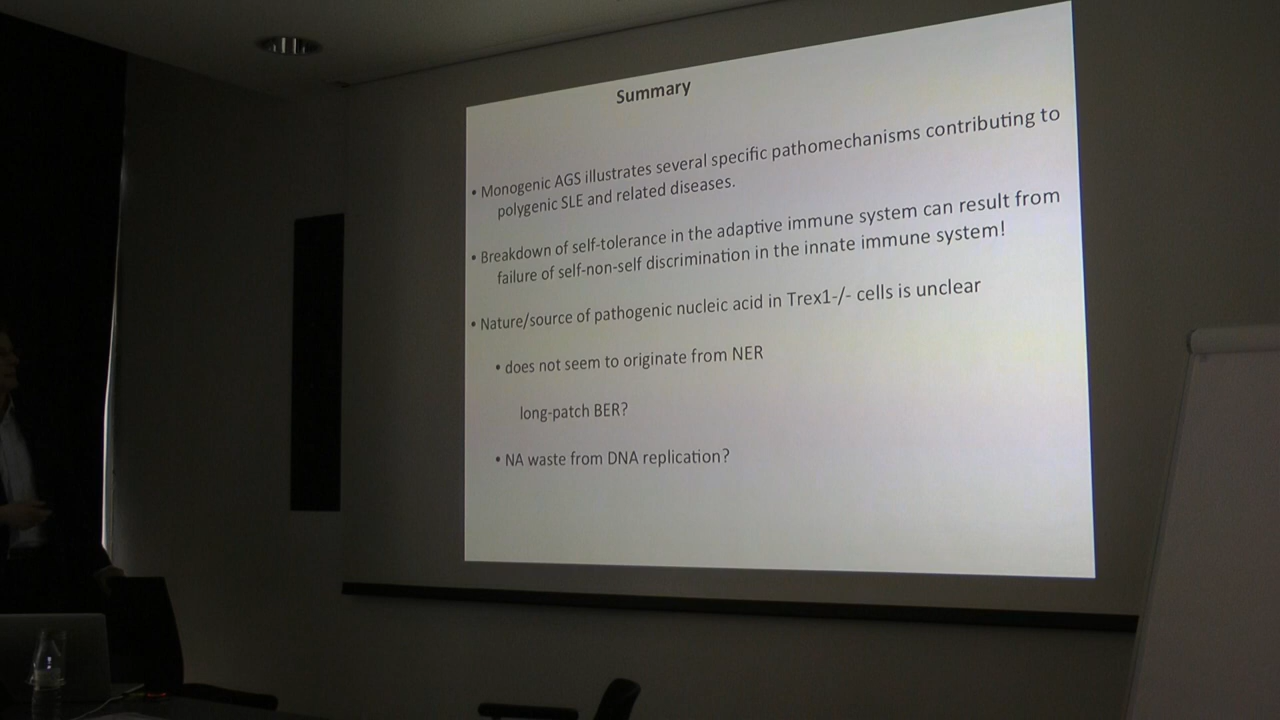 Summary
• Monogenic AGS illustrates several specific pathomechanisms contributing to
polygenic SLE and related diseases.
• Breakdown of self-tolerance in the adaptive immune system can result from
failure of self-non-self discrimination in the innate immune system!
• Nature/source of pathogenic nucleic acid in Trex1-/- cells is unclear
• does not seem to originate from NER
long-patch BER?
• NA waste from DNA replication?